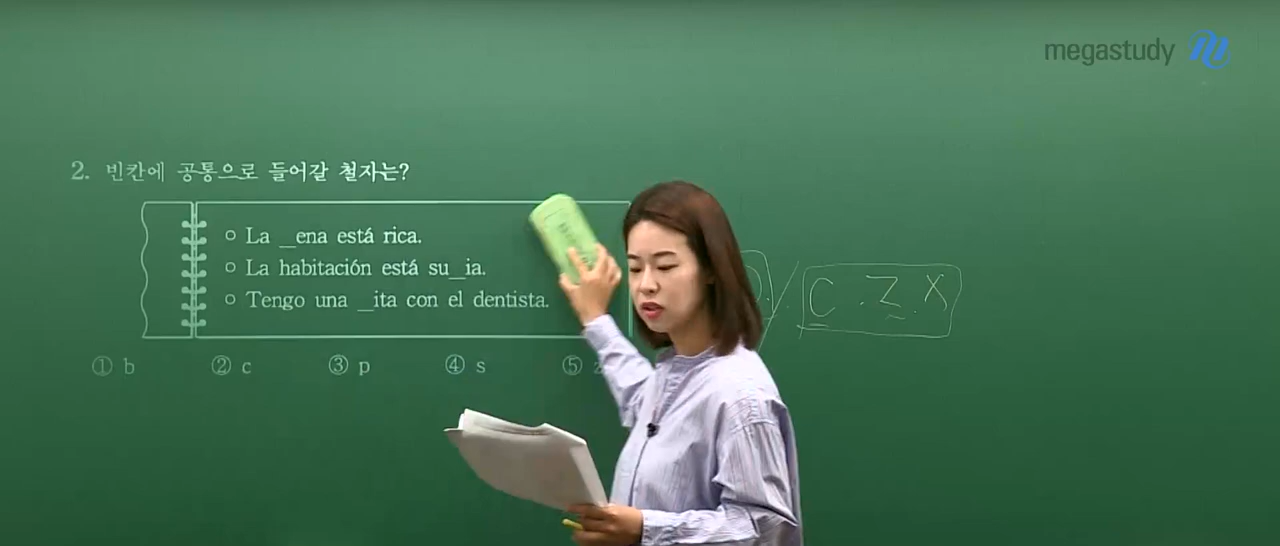 megastudy
2. 빈칸에 공통으로 들어갈 철자는?
○ La _ena está rica.
○ La habitación está su_ia.
○ Tengo una _ita con el dentista.
① b ② c ③ p ④ s ⑤
C . Z . X